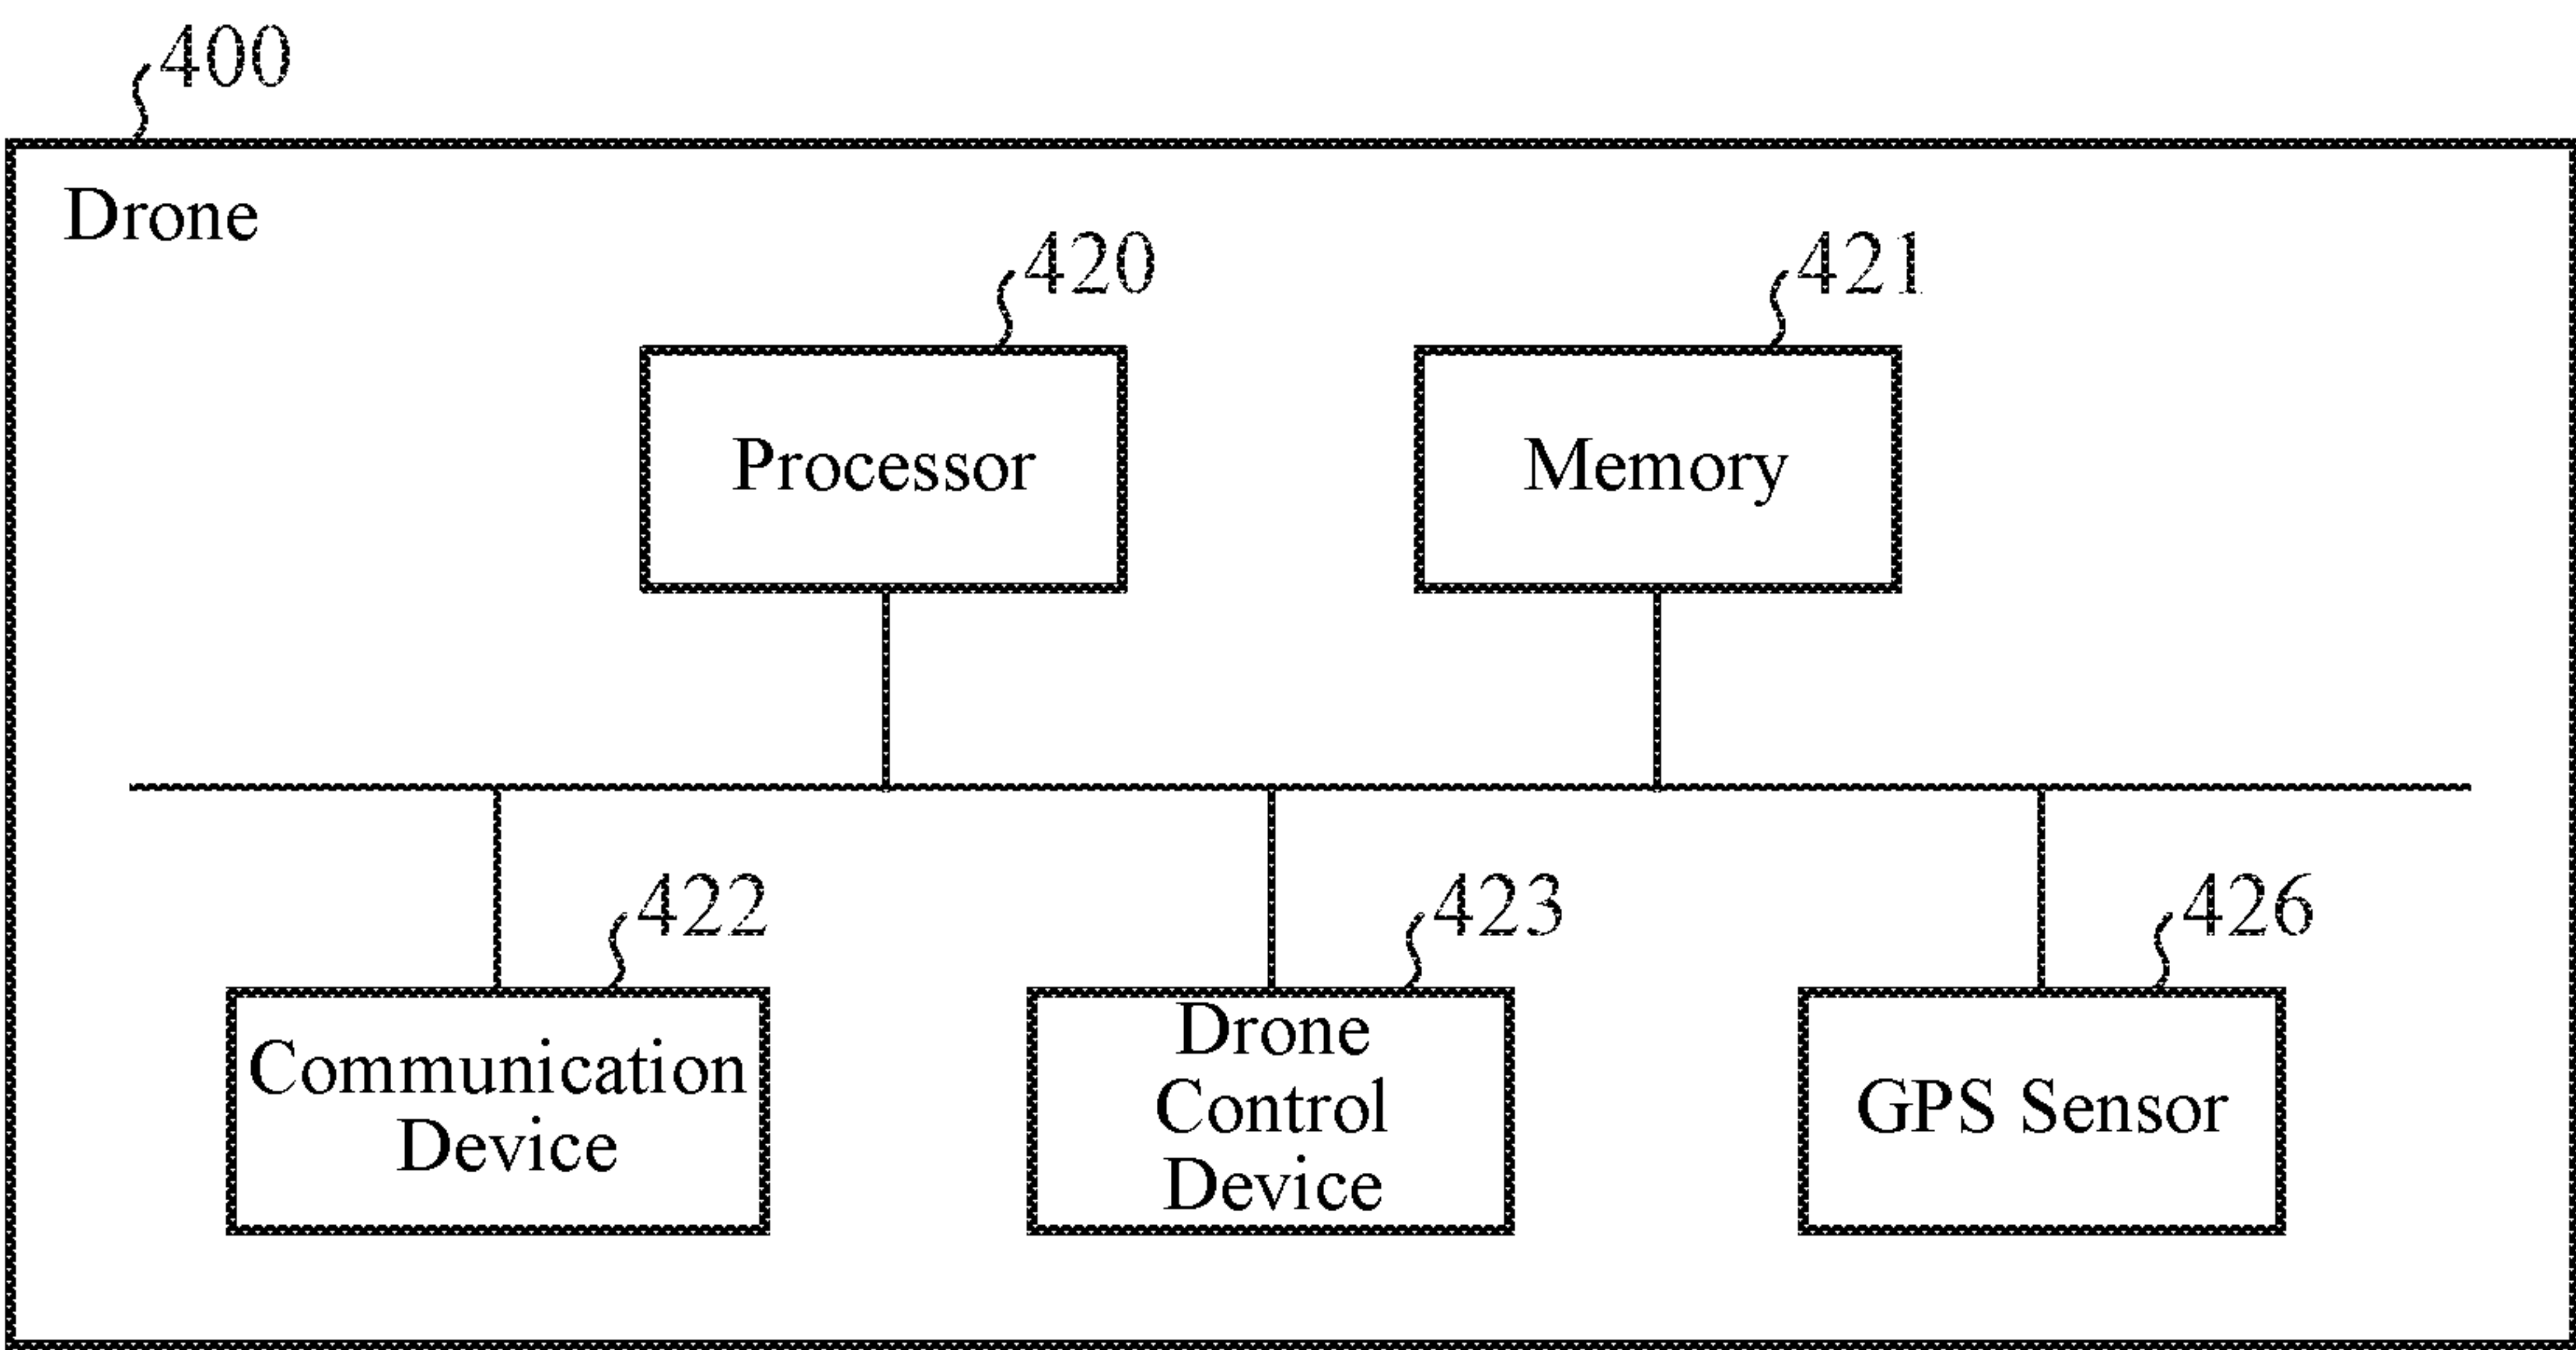 400
Drone
420
421
Processor
Memory
422
423
426
Communication
Device
Drone
Control
Device
GPS Sensor